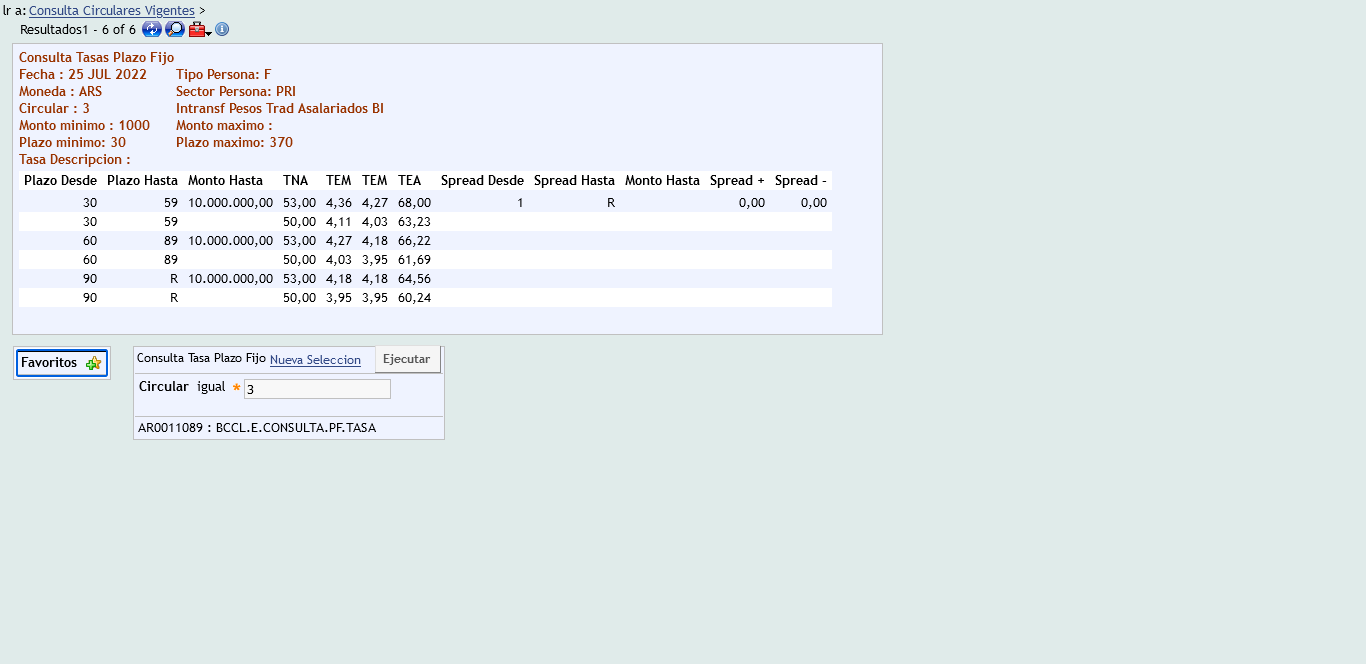 Ir a: Consulta Circulares Vigentes >
Resultados1 - 6 of 6
Consulta Tasas Plazo Fijo
Fecha : 25 JUL 2022 Tipo Persona: F
Moneda : ARS Sector Persona: PRI
Circular : 3 Intransf Pesos Trad Asalariados BI
Monto minimo : 1000 Monto maximo :
Plazo minimo: 30 Plazo maximo: 370
Tasa Descripcion :
Plazo Desde Plazo Hasta Monto Hasta TNA TEM TEM TEA Spread Desde Spread Hasta Monto Hasta Spread + Spread -
30 59 10.000.000,00 53,00 4,36 4,27 68,00 1 R 0,00 0,00
30 59 50,00 4,11 4,03 63,23
60 89 10.000.000,00 53,00 4,27 4,18 66,22
60 89 50,00 4,03 3,95 61,69
90 R 10.000.000,00 53,00 4,18 4,18 64,56
90 R 50,00 3,95 3,95 60,24
Favoritos
Consulta Tasa Plazo Fijo Nueva Seleccion Ejecutar
Circular igual * 3
AR0011089 : BCCL.E.CONSULTA.PF.TASA